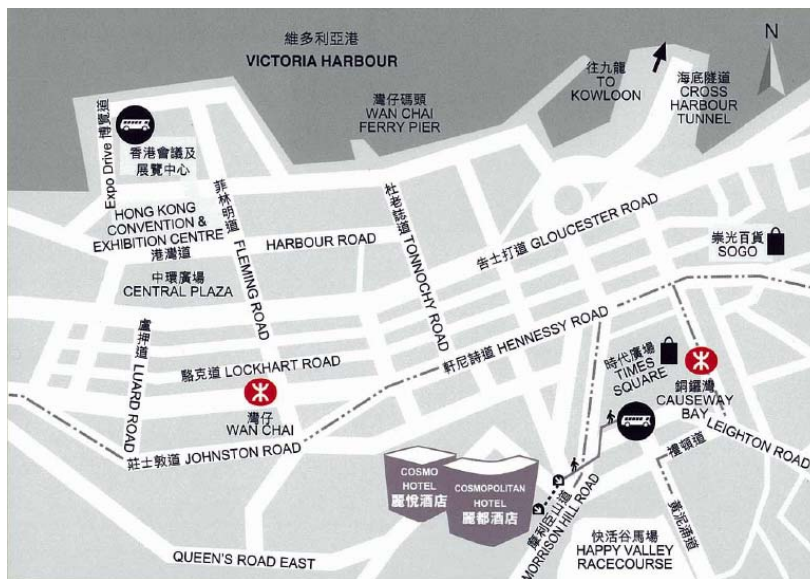 維多利亞港
VICTORIA HARBOUR
往九龍
TO
KOWLOON
海底隧道
CROSS
HARBOUR
TUNNEL
N
灣仔碼頭
WAN CHAI
FERRY PIER
Expo Drive 博覽道
香港會議及
展覽中心
HONG KONG
CONVENTION &
EXHIBITION CENTRE
港灣道
HARBOUR ROAD
菲林明道 FLEMING ROAD
杜老誌道 TONNOCHY ROAD
告士打道 GLOUCESTER ROAD
崇光百貨
SOGO
中環廣場
CENTRAL PLAZA
盧押道 LUARD ROAD
駱克道 LOCKHART ROAD
軒尼詩道 HENNESSY ROAD
時代廣場
TIMES
SQUARE
銅鑼灣
CAUSEWAY
BAY
灣仔
WAN CHAI
莊士敦道 JOHNSTON ROAD
禮頓道
LEIGHTON ROAD
COSMO
HOTEL
麗悅酒店
COSMOPOLITAN
HOTEL
麗都酒店
摩利臣山道
MORRISON HILL ROAD
黃泥涌道
快活谷馬場
HAPPY VALLEY
RACECOURSE
QUEEN'S ROAD EAST